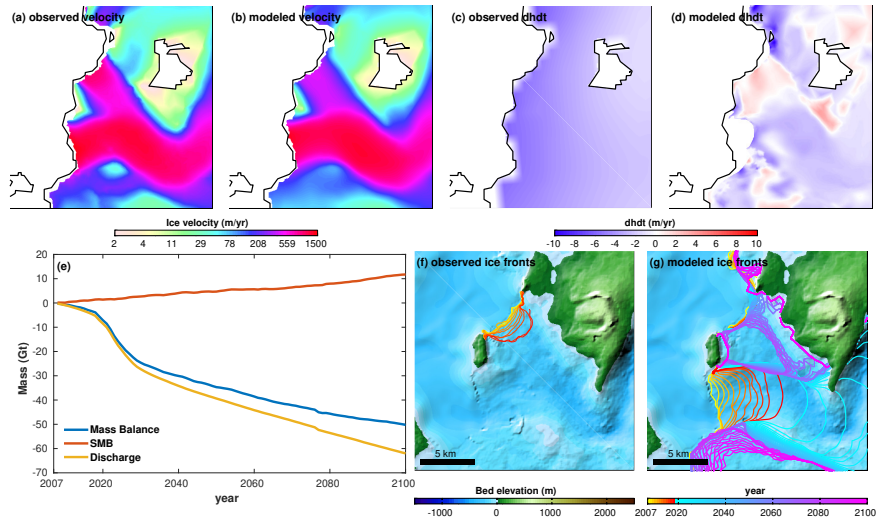 (a) observed velocity
(b) modeled velocity
(c) observed dhdt
(d) modeled dhdt
Ice velocity (m/yr)
2 4 11 29 78 208 559 1500
dhdt (m/yr)
-10 -8 -6 -4 -2 0 2 4 6 8 10
(e)
20
10
0
-10
-20
-30
-40
-50
-60
-70
Mass (Gt)
Mass Balance
SMB
Discharge
2007 2020 2040 2060 2080 2100
year
(f) observed ice fronts
5 km
(g) modeled ice fronts
5 km
Bed elevation (m)
-1000 0 1000 2000
year
2007 2020 2040 2060 2080 2100